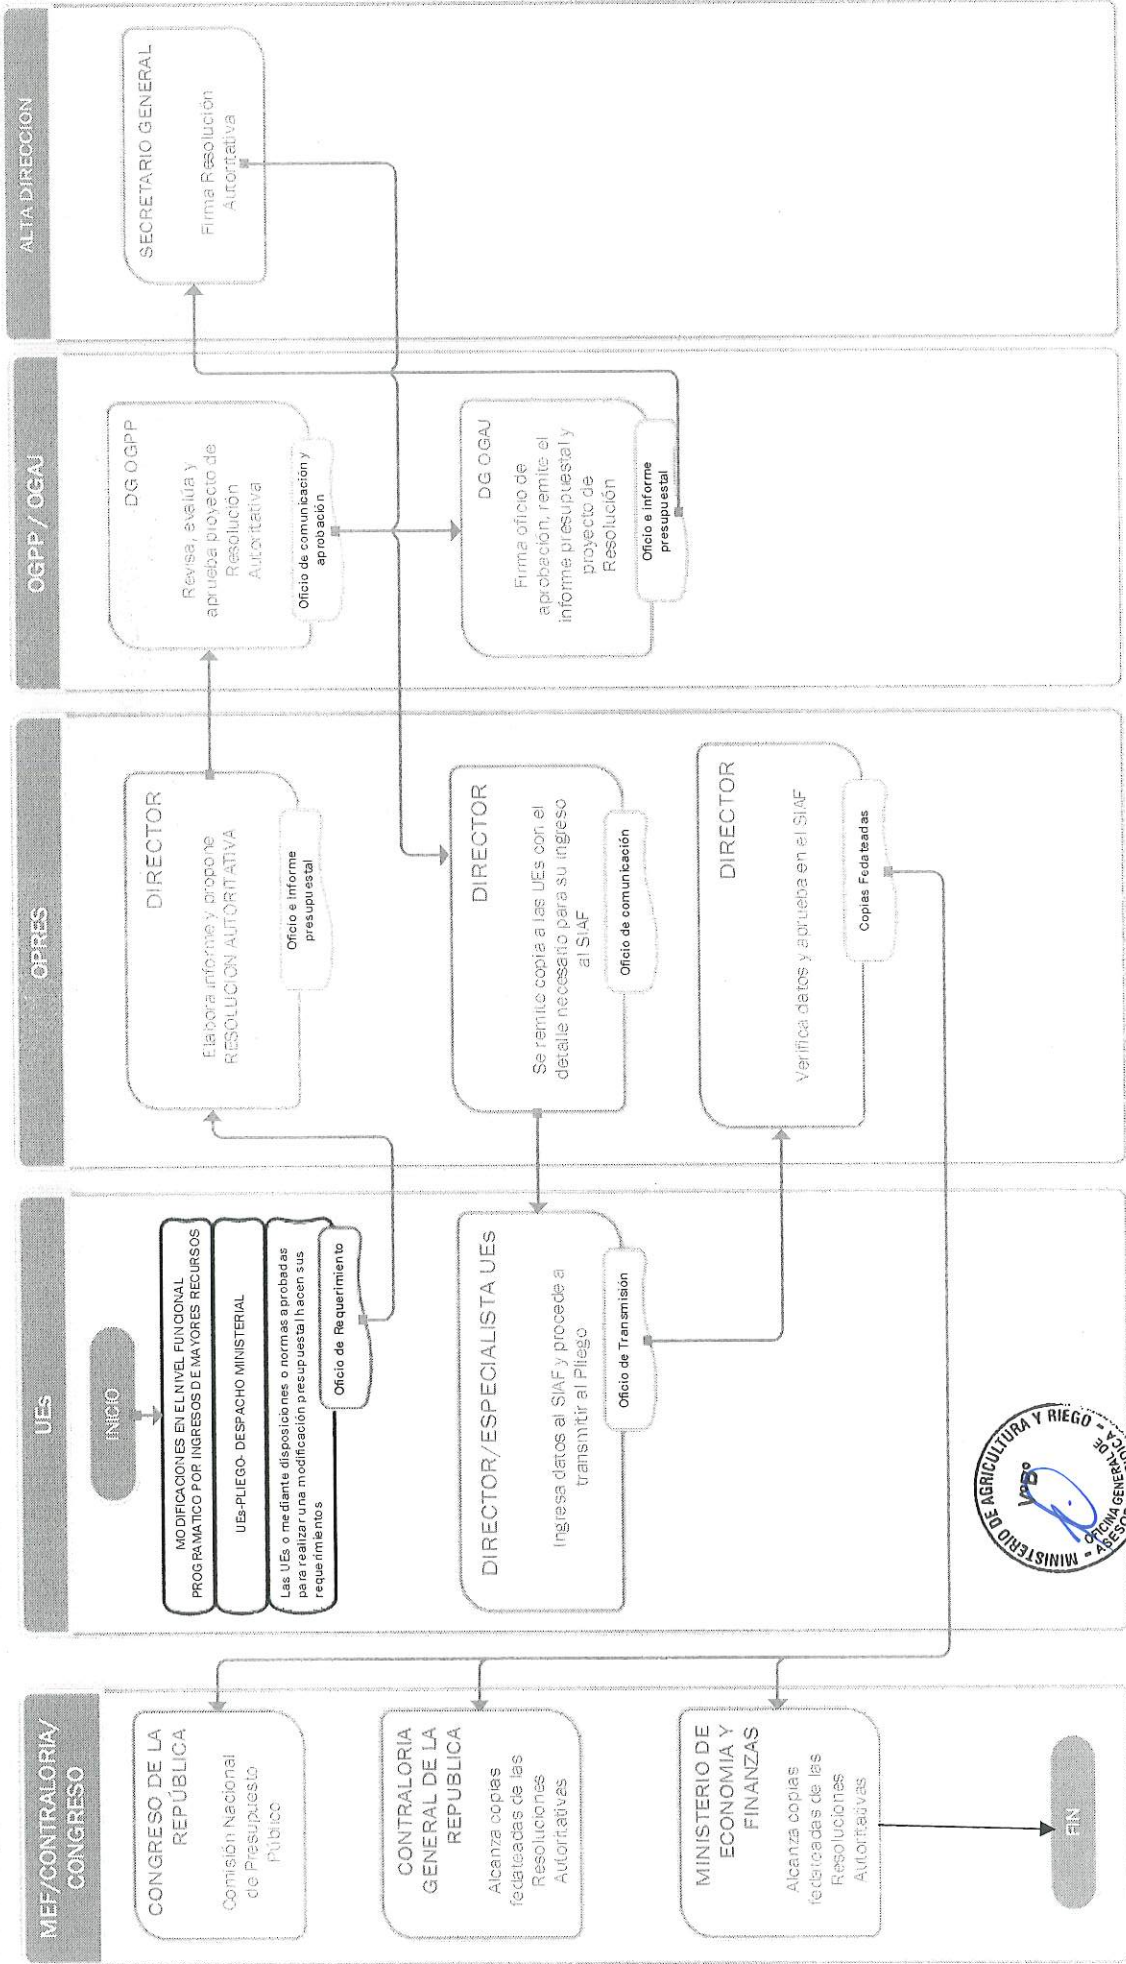 MEF/CONTRALORIA/
CONGRESO
CONGRESO DE LA
REPÚBLICA
Comisión Nacional
de Presupuesto
Público
CONTRALORIA
GENERAL DE LA
REPUBLICA
Alcanza copias
fedateadas de las
Resoluciones
Autoritativas
MINISTERIO DE
ECONOMIA Y
FINANZAS
Alcanza copias
fedateadas de las
Resoluciones
Autoritativas
FIN
UEs
INICIO
MODIFICACIONES EN EL NIVEL FUNCIONAL
PROGRAMATICO POR INGRESOS DE MAYORES RECURSOS
UEs-PLIEGO- DESPACHO MINISTERIAL
Las UEs o mediante disposiciones o normas aprobadas
para realizar una modificación presupuestal hacen sus
requerimientos
Oficio de Requerimiento
DIRECTOR/ESPECIALISTA UEs
Ingresa datos al SIAF y procede a
transmitir al Pliego
Oficio de Transmisión
MINISTERIO DE AGRICULTURA Y RIEGO -
VºBº
OFICINA GENERAL DE
OPRES
DIRECTOR
Elabora informe y propone
RESOLUCION AUTORITATIVA
Oficio e Informe
presupuestal
DIRECTOR
Se remite copia a las UEs con el
detalle necesario para su ingreso
al SIAF
Oficio de comunicación
DIRECTOR
Verifica datos y aprueba en el SIAF
Copias Fedateadas
OGPP / OGAJ
DG OGPP
Revisa, evalúa y
aprueba proyecto de
Resolución
Autoritativa
Oficio de comunicación y
aprobación
DG OGAJ
Firma oficio de
aprobación, remite el
informe presupuestal y
proyecto de
Resolución
Oficio e informe
presupuestal
ALTA DIRECCION
SECRETARIO GENERAL
Firma Resolución
Autoritativa